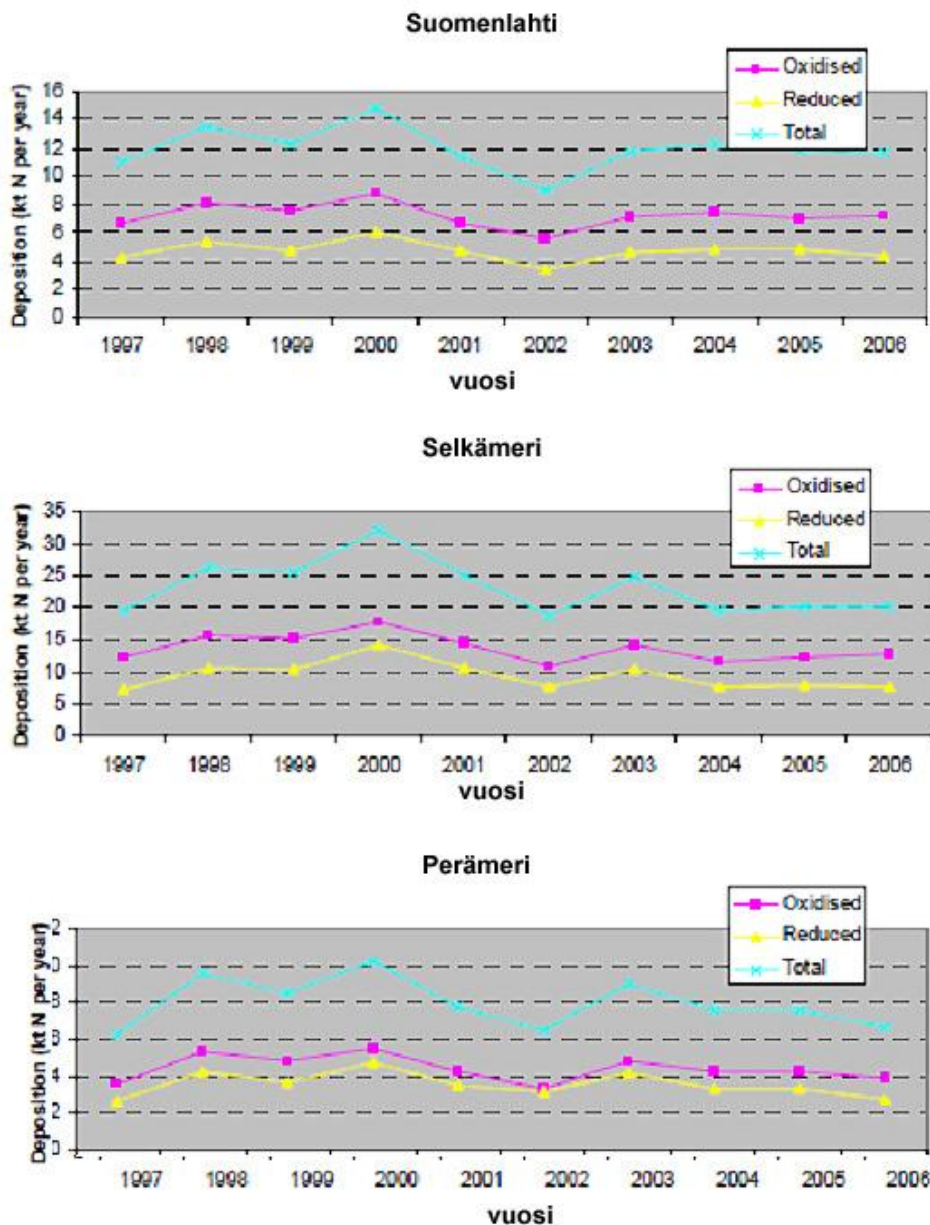 Suomenlahti
Oxidised
Reduced
Total
Deposition (kt N per year)
16
14
12
10
8
6
4
2
0
1997 1998 1999 2000 2001 2002 2003 2004 2005 2006
vuosi
Selkämeri
Oxidised
Reduced
Total
Deposition (kt N per year)
35
30
25
20
15
10
5
0
1997 1998 1999 2000 2001 2002 2003 2004 2005 2006
vuosi
Perämeri
Oxidised
Reduced
Total
Deposition (kt N per year)
2
0
8
4
2
0
1997 1998 1999 2000 2001 2002 2003 2004 2005 2006
vuosi